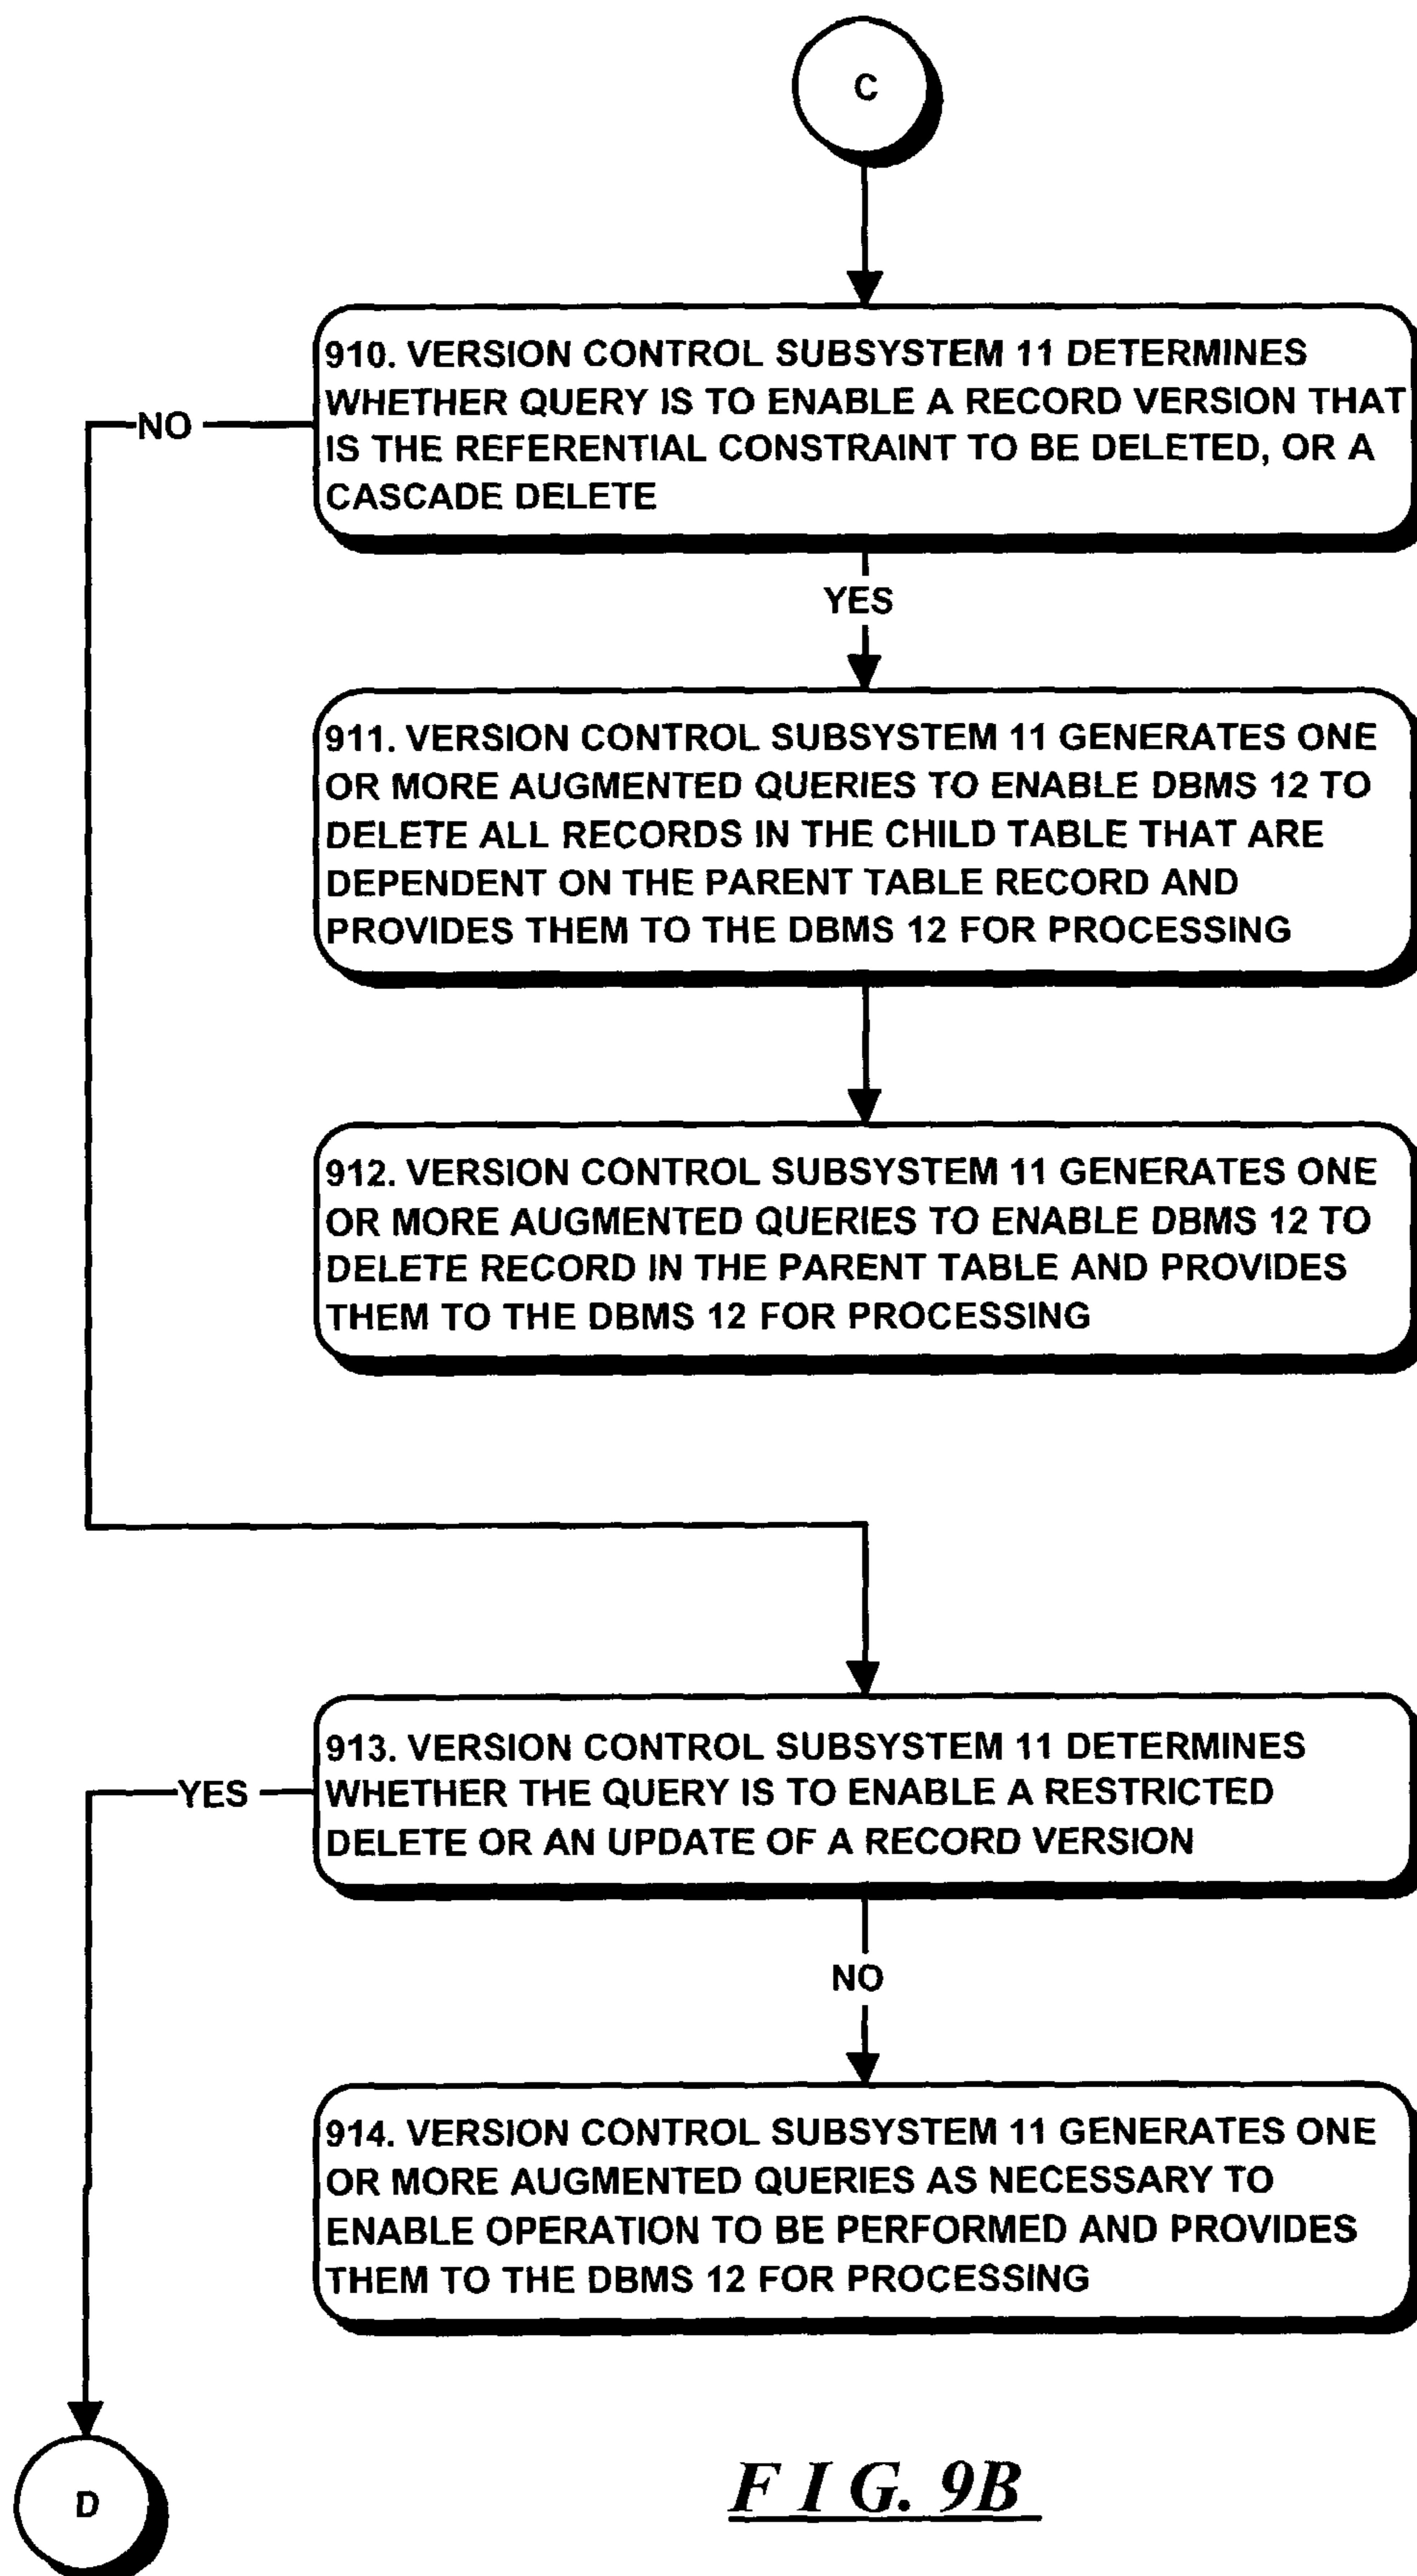 C
910. VERSION CONTROL SUBSYSTEM 11 DETERMINES
WHETHER QUERY IS TO ENABLE A RECORD VERSION THAT
IS THE REFERENTIAL CONSTRAINT TO BE DELETED, OR A
CASCADE DELETE
NO
YES
911. VERSION CONTROL SUBSYSTEM 11 GENERATES ONE
OR MORE AUGMENTED QUERIES TO ENABLE DBMS 12 TO
DELETE ALL RECORDS IN THE CHILD TABLE THAT ARE
DEPENDENT ON THE PARENT TABLE RECORD AND
PROVIDES THEM TO THE DBMS 12 FOR PROCESSING
912. VERSION CONTROL SUBSYSTEM 11 GENERATES ONE
OR MORE AUGMENTED QUERIES TO ENABLE DBMS 12 TO
DELETE RECORD IN THE PARENT TABLE AND PROVIDES
THEM TO THE DBMS 12 FOR PROCESSING
913. VERSION CONTROL SUBSYSTEM 11 DETERMINES
WHETHER THE QUERY IS TO ENABLE A RESTRICTED
DELETE OR AN UPDATE OF A RECORD VERSION
YES
NO
914. VERSION CONTROL SUBSYSTEM 11 GENERATES ONE
OR MORE AUGMENTED QUERIES AS NECESSARY TO
ENABLE OPERATION TO BE PERFORMED AND PROVIDES
THEM TO THE DBMS 12 FOR PROCESSING
D
F I G. 9B